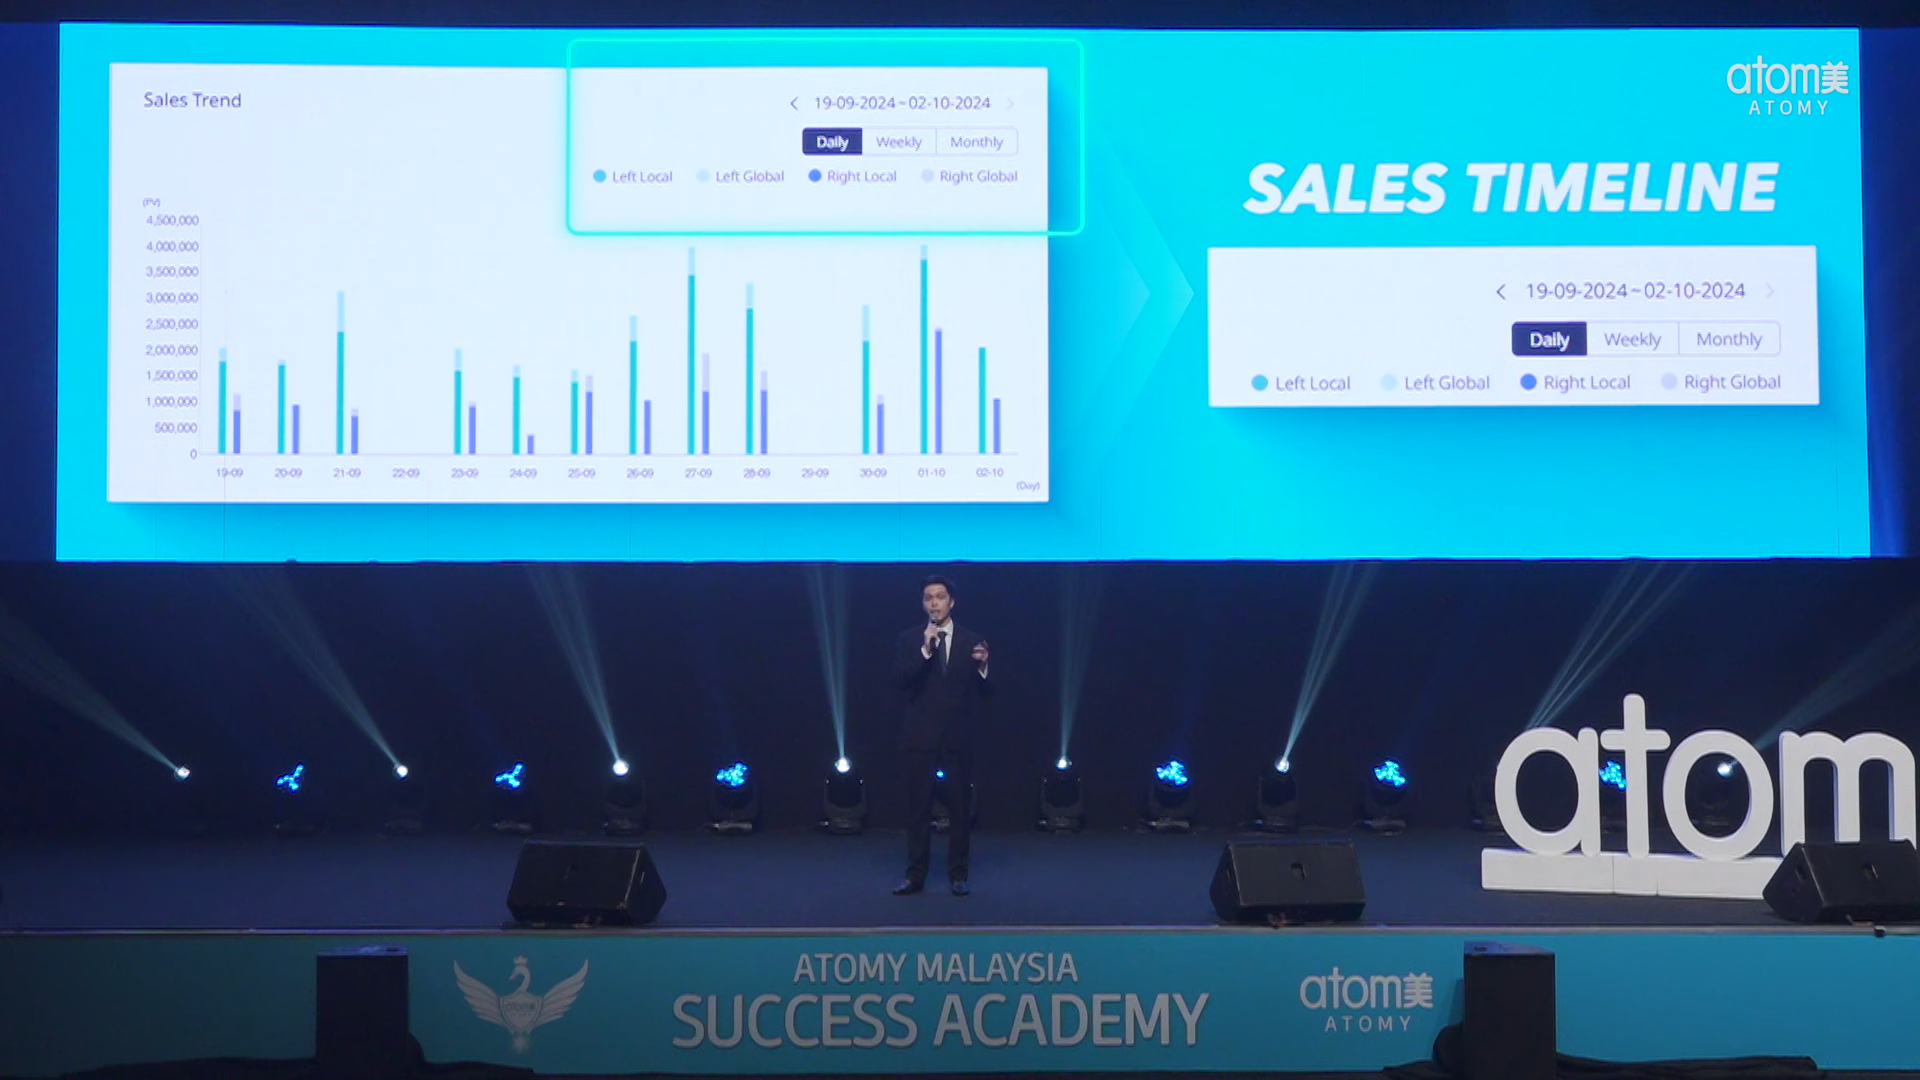 Sales Trend
19-09-2024 ~ 02-10-2024
Daily Weekly Monthly
Left Local Left Global Right Local Right Global
(PV)
4,500,000
4,000,000
3,500,000
3,000,000
2,500,000
2,000,000
1,500,000
1,000,000
500,000
0
19-09 20-09 21-09 22-09 23-09 24-09 25-09 26-09 27-09 28-09 29-09 30-09 01-10 02-10
(Day)
atom美
ATOMY
SALES TIMELINE
19-09-2024 ~ 02-10-2024
Daily Weekly Monthly
Left Local Left Global Right Local Right Global
atom
ATOMY MALAYSIA
SUCCESS ACADEMY
atom美
ATOMY